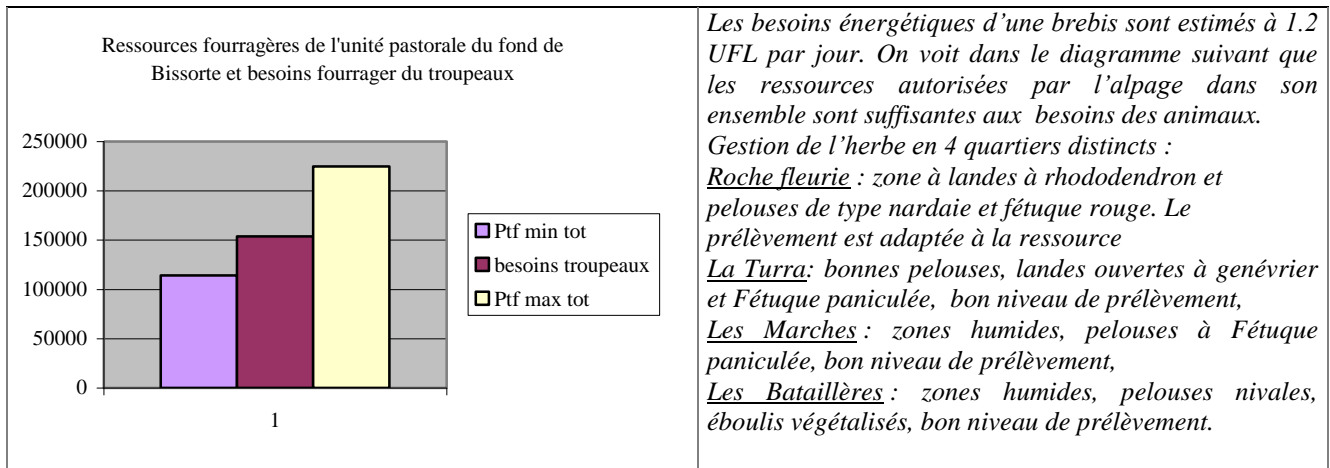 Ressources fourragères de l'unité pastorale du fond de
Bissorte et besoins fourrager du troupeaux
250000
200000
150000
100000
50000
0
1
Ptf min tot
besoins troupeaux
Ptf max tot
Les besoins énergétiques d’une brebis sont estimés à 1.2
UFL par jour. On voit dans le diagramme suivant que
les ressources autorisées par l’alpage dans son
ensemble sont suffisantes aux besoins des animaux.
Gestion de l’herbe en 4 quartiers distincts :
Roche fleurie : zone à landes à rhododendron et
pelouses de type nardaie et fétuque rouge. Le
prélèvement est adaptée à la ressource
La Turra: bonnes pelouses, landes ouvertes à genévrier
et Fétuque paniculée, bon niveau de prélèvement,
Les Marches : zones humides, pelouses à Fétuque
paniculée, bon niveau de prélèvement,
Les Bataillères : zones humides, pelouses nivales,
éboulis végétalisés, bon niveau de prélèvement.